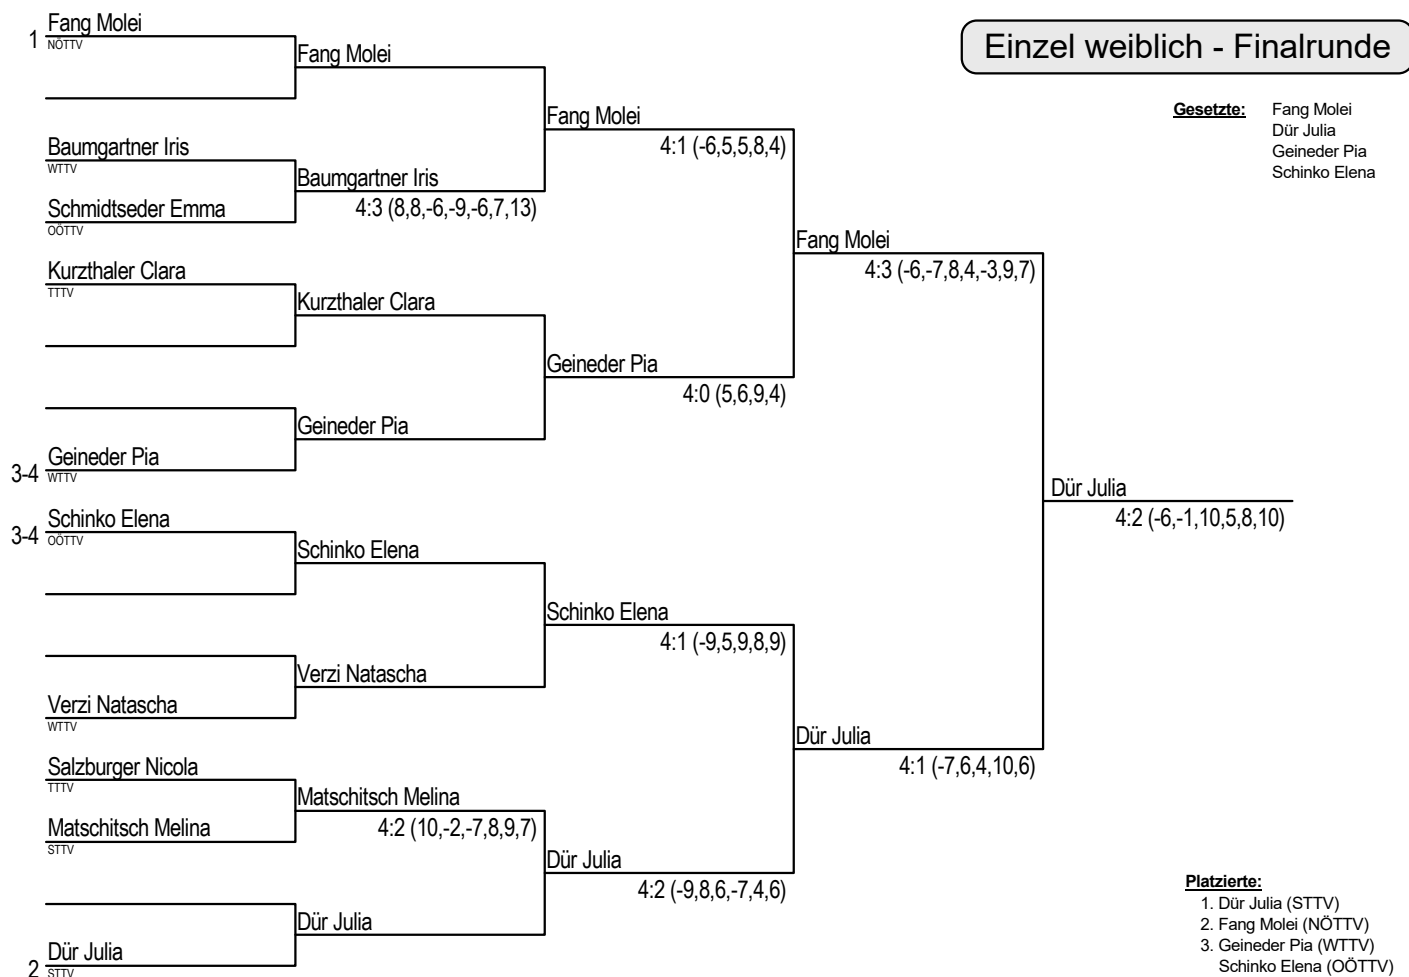 Einzel weiblich - Finalrunde
Gesetzte: Fang Molei
Dür Julia
Geineder Pia
Schinko Elena
1 Fang Molei
NÖTTV
Baumgartner Iris
WTTV
Schmidtseder Emma
OÖTTV
Kurzthaler Clara
TTTV
3-4 Geineder Pia
WTTV
3-4 Schinko Elena
OÖTTV
Verzi Natascha
WTTV
Salzburger Nicola
TTTV
Matschitsch Melina
STTV
2 Dür Julia
STTV
Fang Molei
Baumgartner Iris
4:3 (8,8,-6,-9,-6,7,13)
Kurzthaler Clara
Geineder Pia
Schinko Elena
Verzi Natascha
Matschitsch Melina
4:2 (10,-2,-7,8,9,7)
Dür Julia
Fang Molei
4:1 (-6,5,5,8,4)
Geineder Pia
4:0 (5,6,9,4)
Schinko Elena
4:1 (-9,5,9,8,9)
Dür Julia
4:2 (-9,8,6,-7,4,6)
Fang Molei
4:3 (-6,-7,8,4,-3,9,7)
Dür Julia
4:1 (-7,6,4,10,6)
Dür Julia
4:2 (-6,-1,10,5,8,10)
Platzierte:
1. Dür Julia (STTV)
2. Fang Molei (NÖTTV)
3. Geineder Pia (WTTV)
Schinko Elena (OÖTTV)